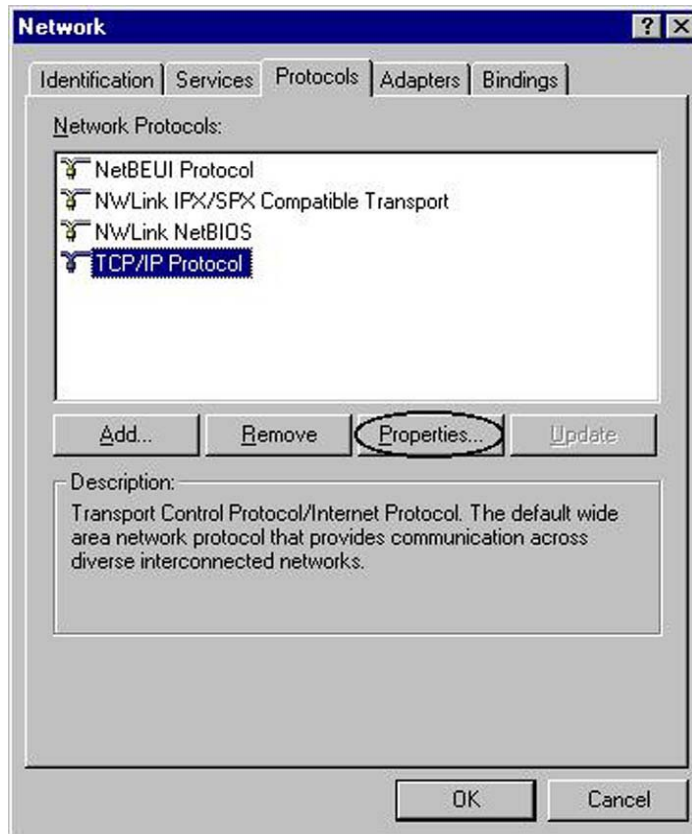 Network
Identification Services Protocols Adapters Bindings
Network Protocols:
NetBEUI Protocol
NWLink IPX/SPX Compatible Transport
NWLink NetBIOS
TCP/IP Protocol
Add... Remove Properties... Update
Description:
Transport Control Protocol/Internet Protocol. The default wide
area network protocol that provides communication across
diverse interconnected networks.
OK Cancel